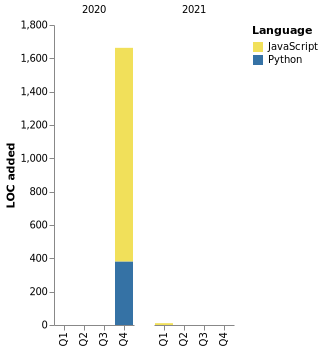 2020 2021
Language
JavaScript
Python
LOC added
1,800
1,600
1,400
1,200
1,000
800
600
400
200
0
Q1 Q2 Q3 Q4 Q1 Q2 Q3 Q4